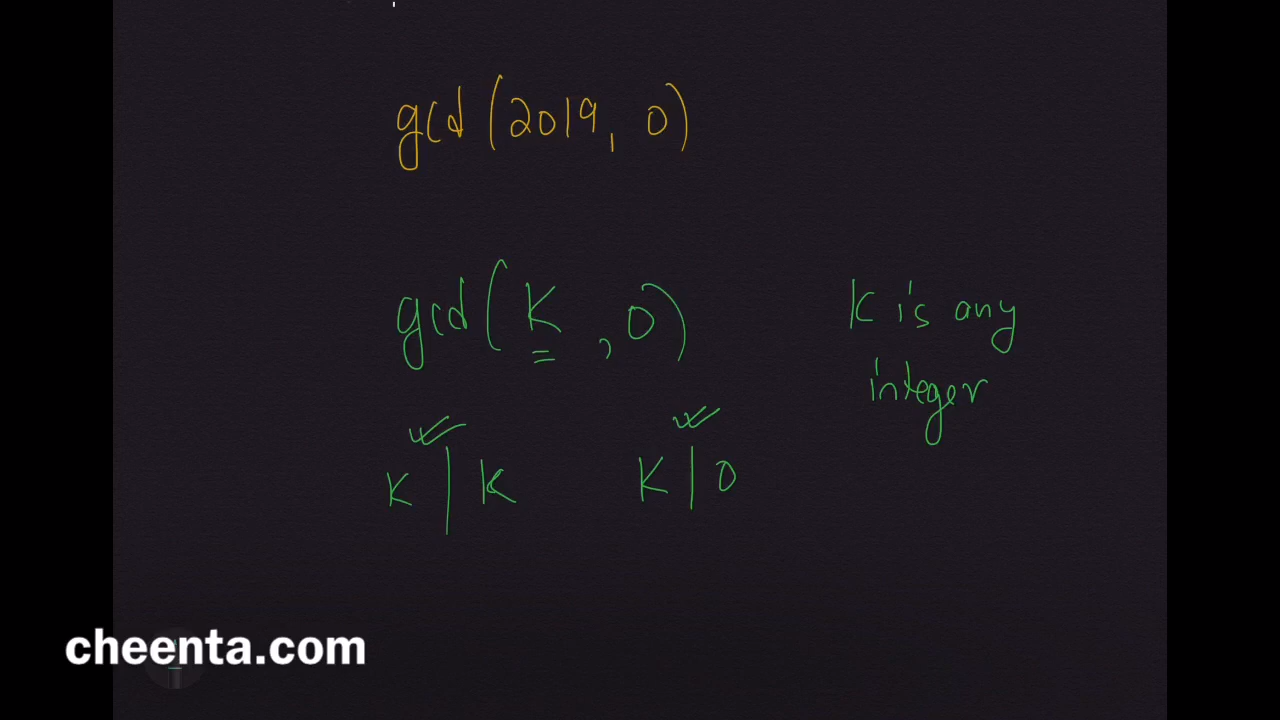 gcd (2019, 0)
gcd (K, 0)
K is any
integer
K | K
K | 0
cheenta.com